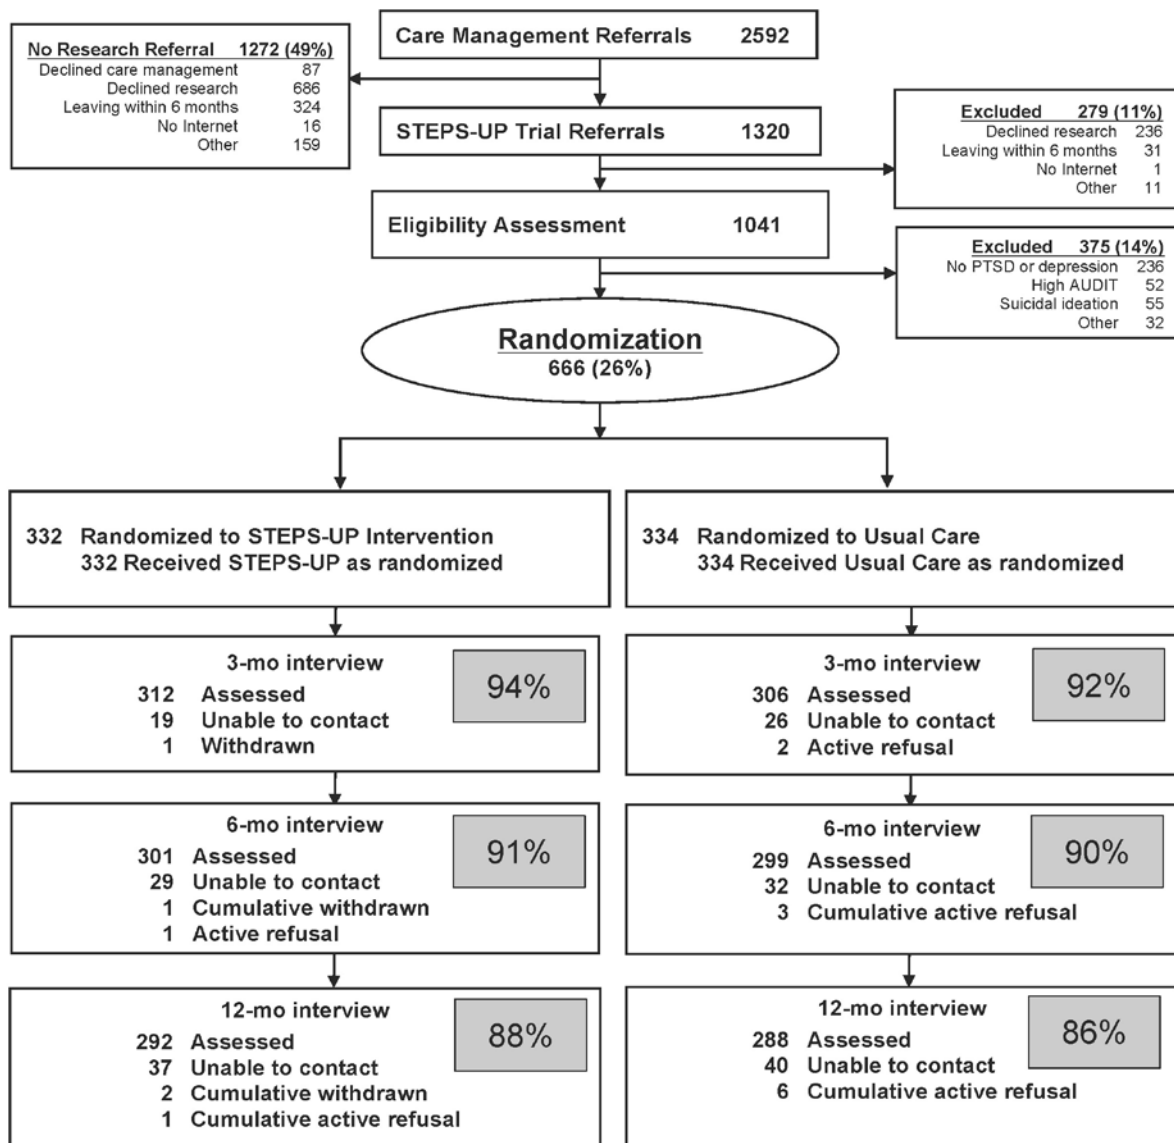 Care Management Referrals 2592
No Research Referral 1272 (49%)
Declined care management 87
Declined research 686
Leaving within 6 months 324
No Internet 16
Other 159
STEPS-UP Trial Referrals 1320
Excluded 279 (11%)
Declined research 236
Leaving within 6 months 31
No Internet 1
Other 11
Eligibility Assessment 1041
Excluded 375 (14%)
No PTSD or depression 236
High AUDIT 52
Suicidal ideation 55
Other 32
Randomization
666 (26%)
332 Randomized to STEPS-UP Intervention
332 Received STEPS-UP as randomized
334 Randomized to Usual Care
334 Received Usual Care as randomized
3-mo interview
94%
312 Assessed
19 Unable to contact
1 Withdrawn
3-mo interview
92%
306 Assessed
26 Unable to contact
2 Active refusal
6-mo interview
91%
301 Assessed
29 Unable to contact
1 Cumulative withdrawn
1 Active refusal
6-mo interview
90%
299 Assessed
32 Unable to contact
3 Cumulative active refusal
12-mo interview
88%
292 Assessed
37 Unable to contact
2 Cumulative withdrawn
1 Cumulative active refusal
12-mo interview
86%
288 Assessed
40 Unable to contact
6 Cumulative active refusal